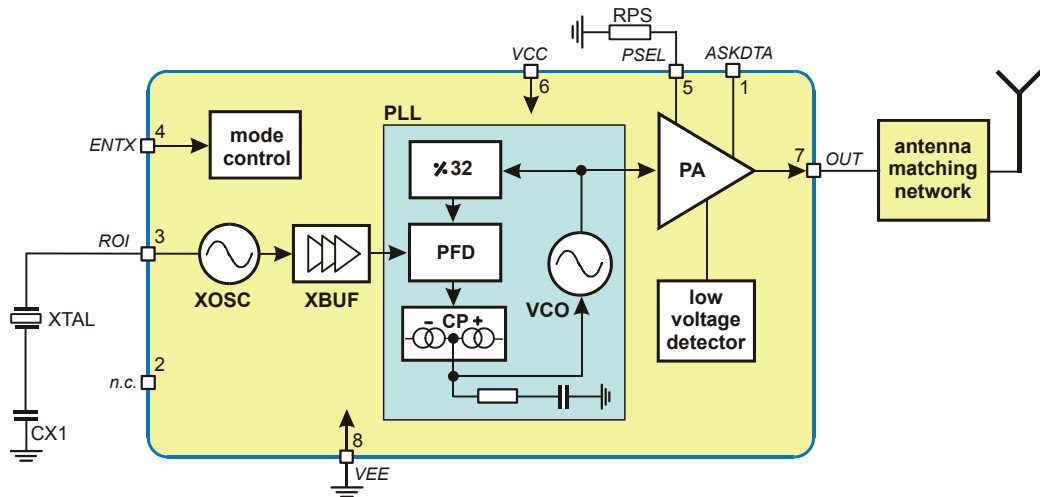 RPS
VCC
PSEL
ASKDTA
6
5
1
PLL
ENTX
4
mode
control
% 32
PA
7
OUT
antenna
matching
network
ROI
3
XOSC
XBUF
PFD
VCO
low
voltage
detector
- CP +
XTAL
n.c.
2
CX1
8
VEE